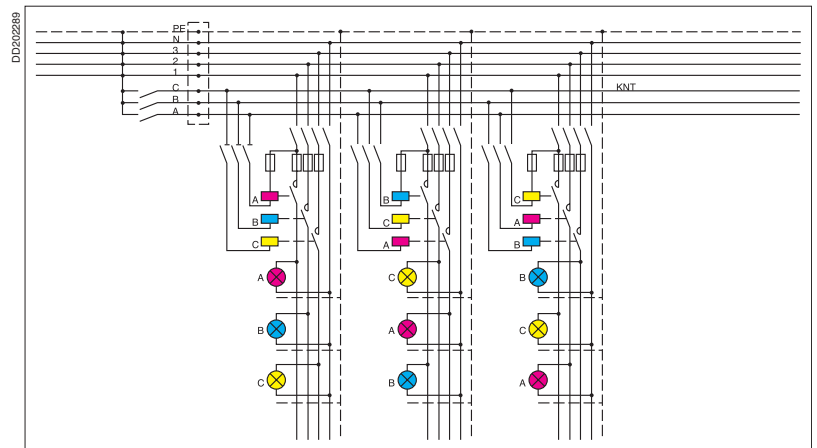 DD202289
PE
N
3
2
1
C
KNT
B
A
A B C
B C A
C A B
A C B
B A C
C B A